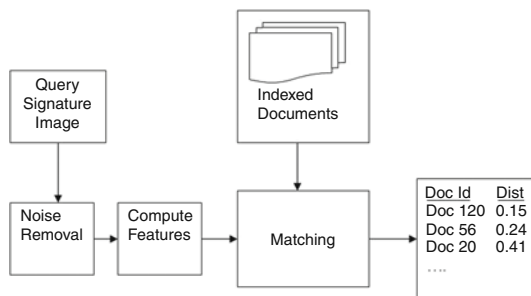 Query
Signature
Image
Indexed
Documents
Noise
Removal
Compute
Features
Matching
Doc Id Dist
Doc 120 0.15
Doc 56 0.24
Doc 20 0.41
....